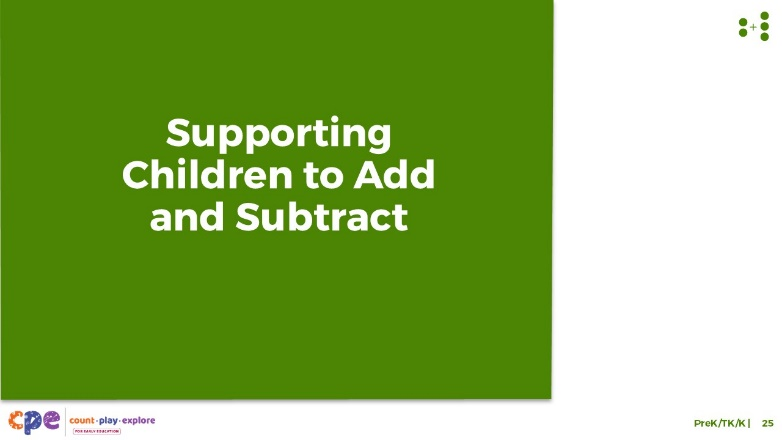 Supporting
Children to Add
and Subtract
cpe
count·play·explore
FOR EARLY EDUCATION
PreK/TK/K| 25